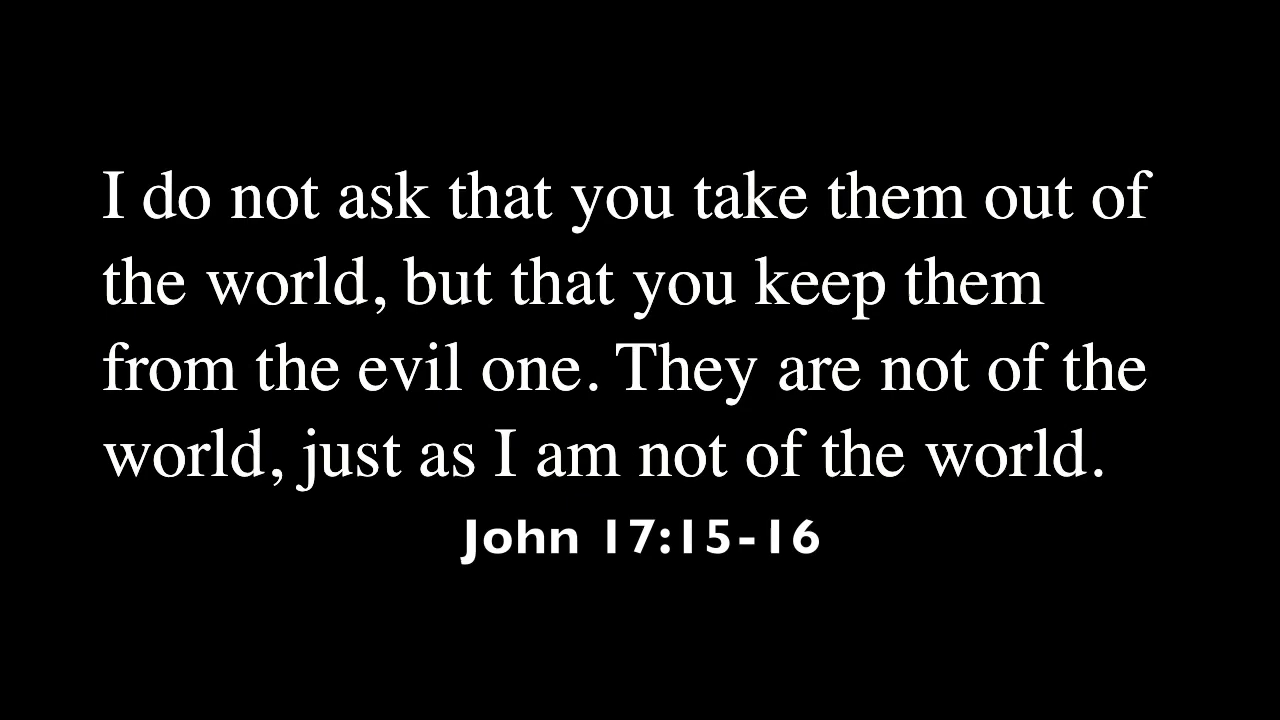 I do not ask that you take them out of
the world, but that you keep them
from the evil one. They are not of the
world, just as I am not of the world.
John 17:15-16